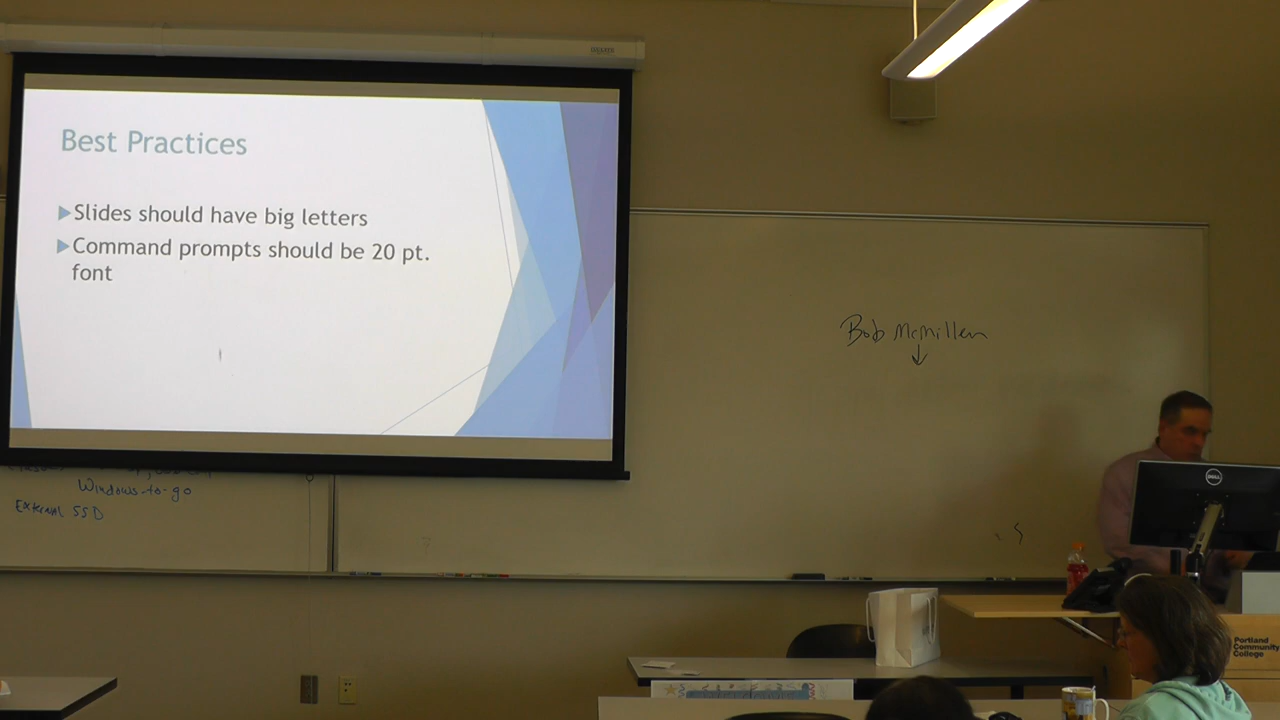 Best Practices
Slides should have big letters
Command prompts should be 20 pt.
font
Bob McMillen
Windows-to-go
External SSD
DELL
Portland
Community
College